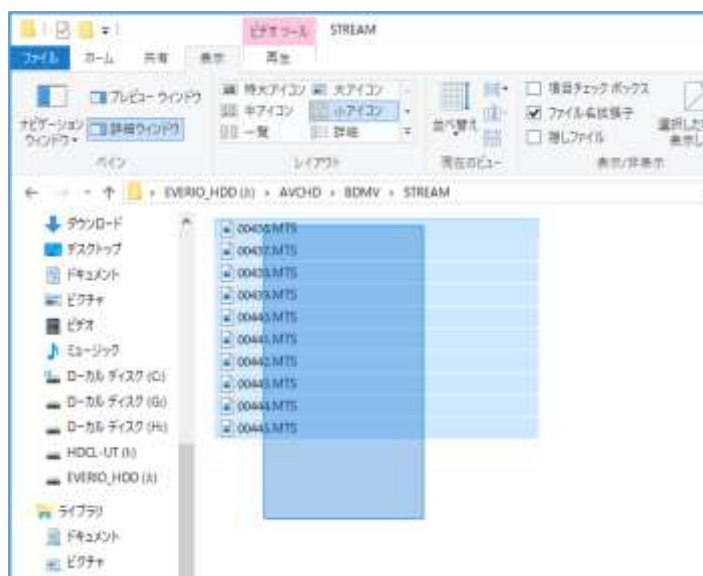 ビデオ ツール STREAM
ファイル ホーム 共有 表示 再生
プレビュー ウィンドウ
詳細ウィンドウ
ナビゲーション
ウィンドウ
ペイン
特大アイコン 大アイコン
中アイコン 小アイコン
一覧 詳細
レイアウト
並べ替え
現在のビュー
項目チェック ボックス
ファイル名拡張子
隠しファイル
選択した
表示し
表示/非表示
EVERIO_HDD (J:) › AVCHD › BDMV › STREAM
ダウンロード
デスクトップ
ドキュメント
ピクチャ
ビデオ
ミュージック
ローカル ディスク (C:)
ローカル ディスク (G:)
ローカル ディスク (H:)
HDCL-UT (I:)
EVERIO_HDD (J:)
ライブラリ
ドキュメント
ピクチャ
00436.MTS
00437.MTS
00438.MTS
00439.MTS
00440.MTS
00441.MTS
00442.MTS
00443.MTS
00444.MTS
00445.MTS